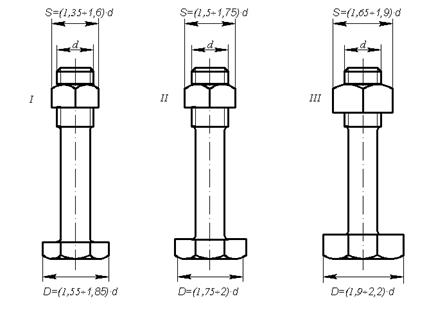 S=(1,35÷1,6)·d S=(1,5÷1,75)·d S=(1,65÷1,9)·d
d d d
I II III
D=(1,55÷1,85)·d D=(1,75÷2)·d D=(1,9÷2,2)·d